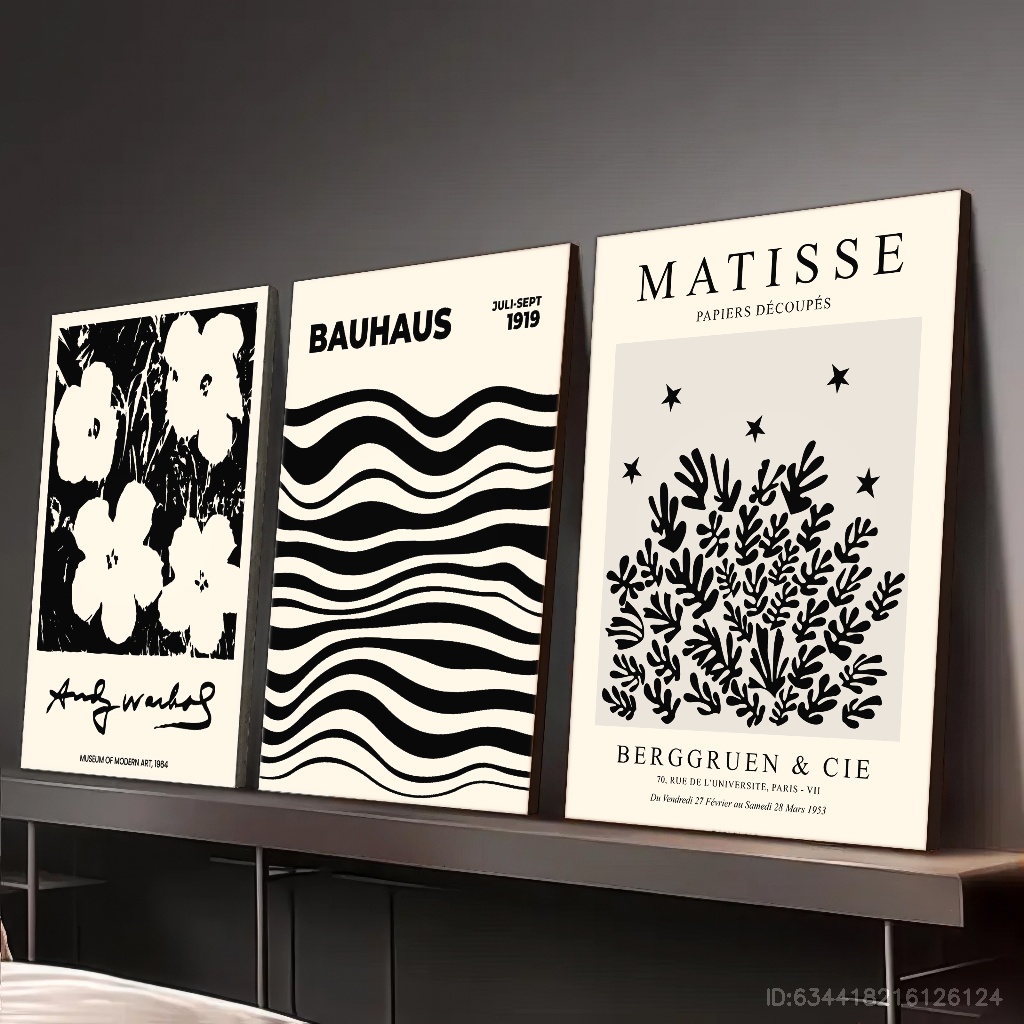 Andy Warhol
MUSEUM OF MODERN ART, 1964
BAUHAUS
JULI-SEPT
1919
MATISSE
PAPIERS DÉCOUPÉS
BERGGRUEN & CIE
70, RUE DE L'UNIVERSITE, PARIS - VII
Du Vendredi 27 Février au Samedi 28 Mars 1953
ID:634418216126124